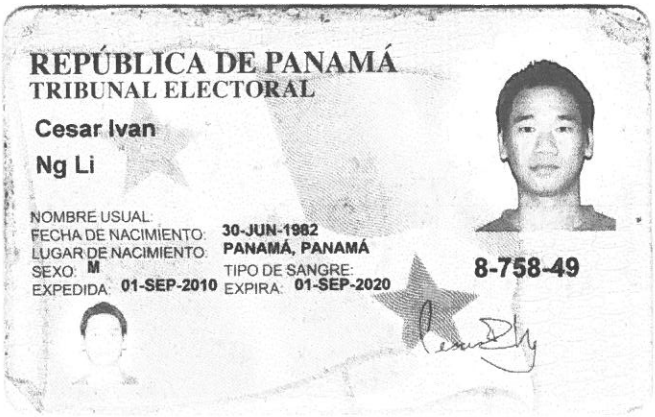 REPÚBLICA DE PANAMÁ
TRIBUNAL ELECTORAL
Cesar Ivan
Ng Li
NOMBRE USUAL:
FECHA DE NACIMIENTO: 30-JUN-1982
LUGAR DE NACIMIENTO: PANAMÁ, PANAMÁ
SEXO: M TIPO DE SANGRE:
EXPEDIDA: 01-SEP-2010 EXPIRA: 01-SEP-2020
8-758-49